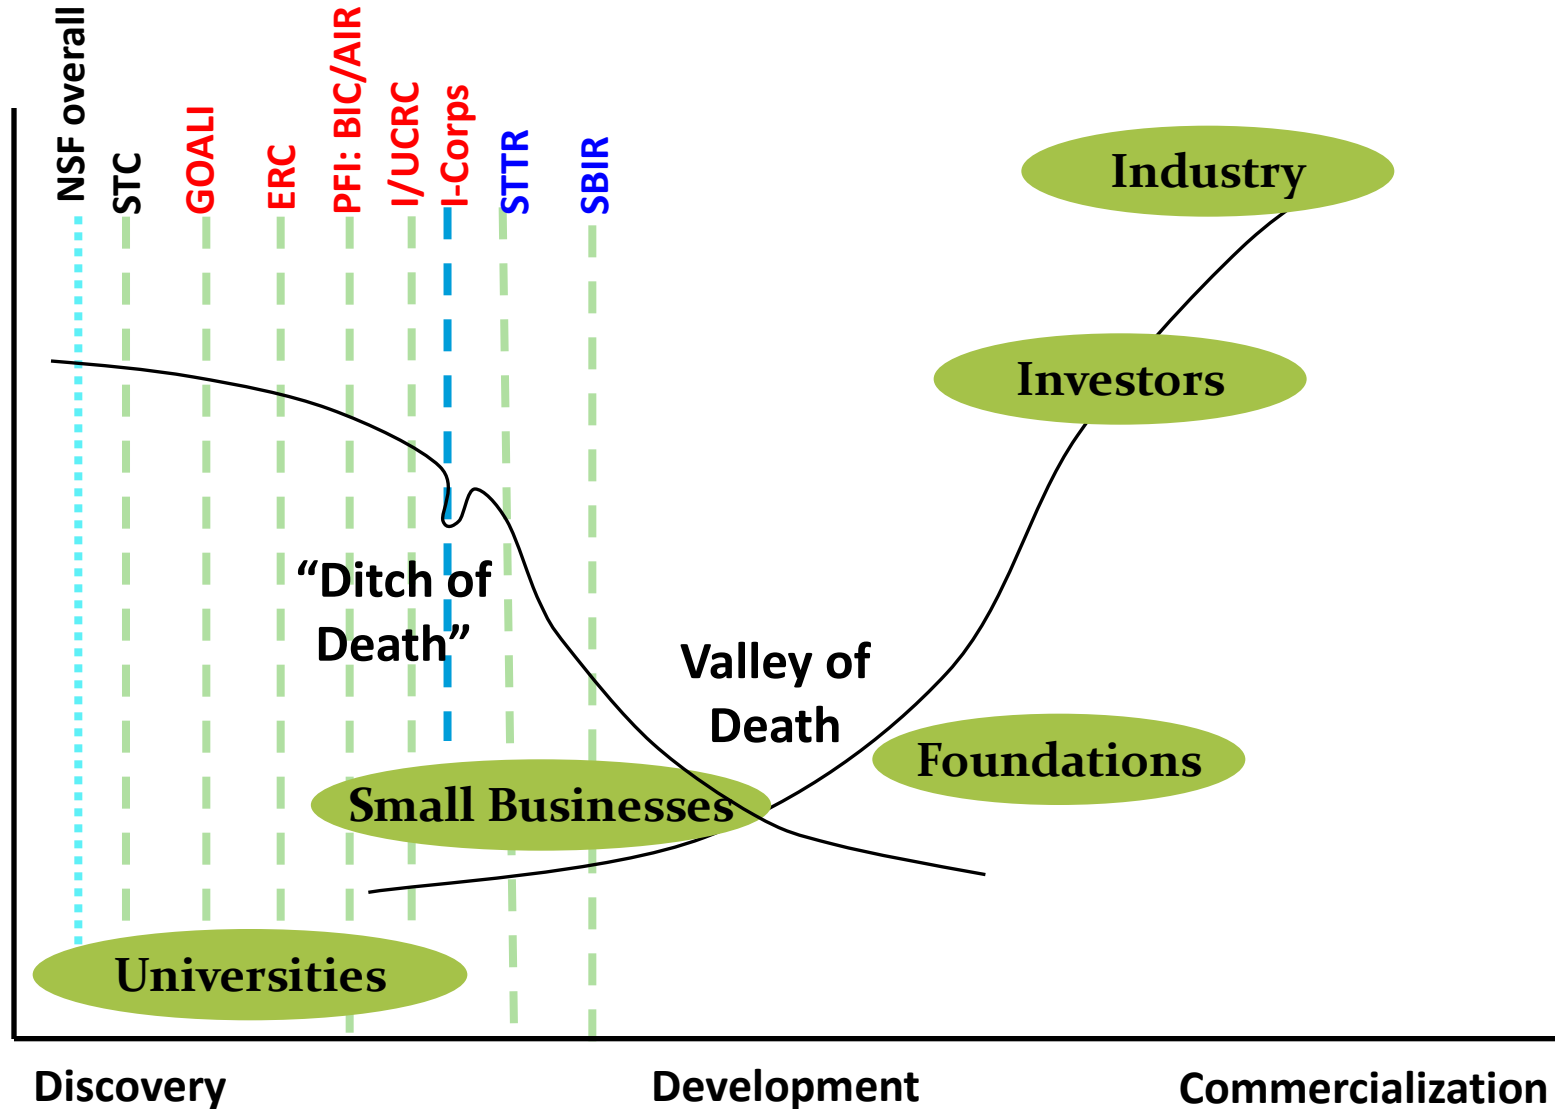 NSF overall
STC
GOALI
ERC
PFI: BIC/AIR
I/UCRC
I-Corps
STTR
SBIR
Industry
Investors
“Ditch of
Death”
Valley of
Death
Foundations
Small Businesses
Universities
Discovery
Development
Commercialization